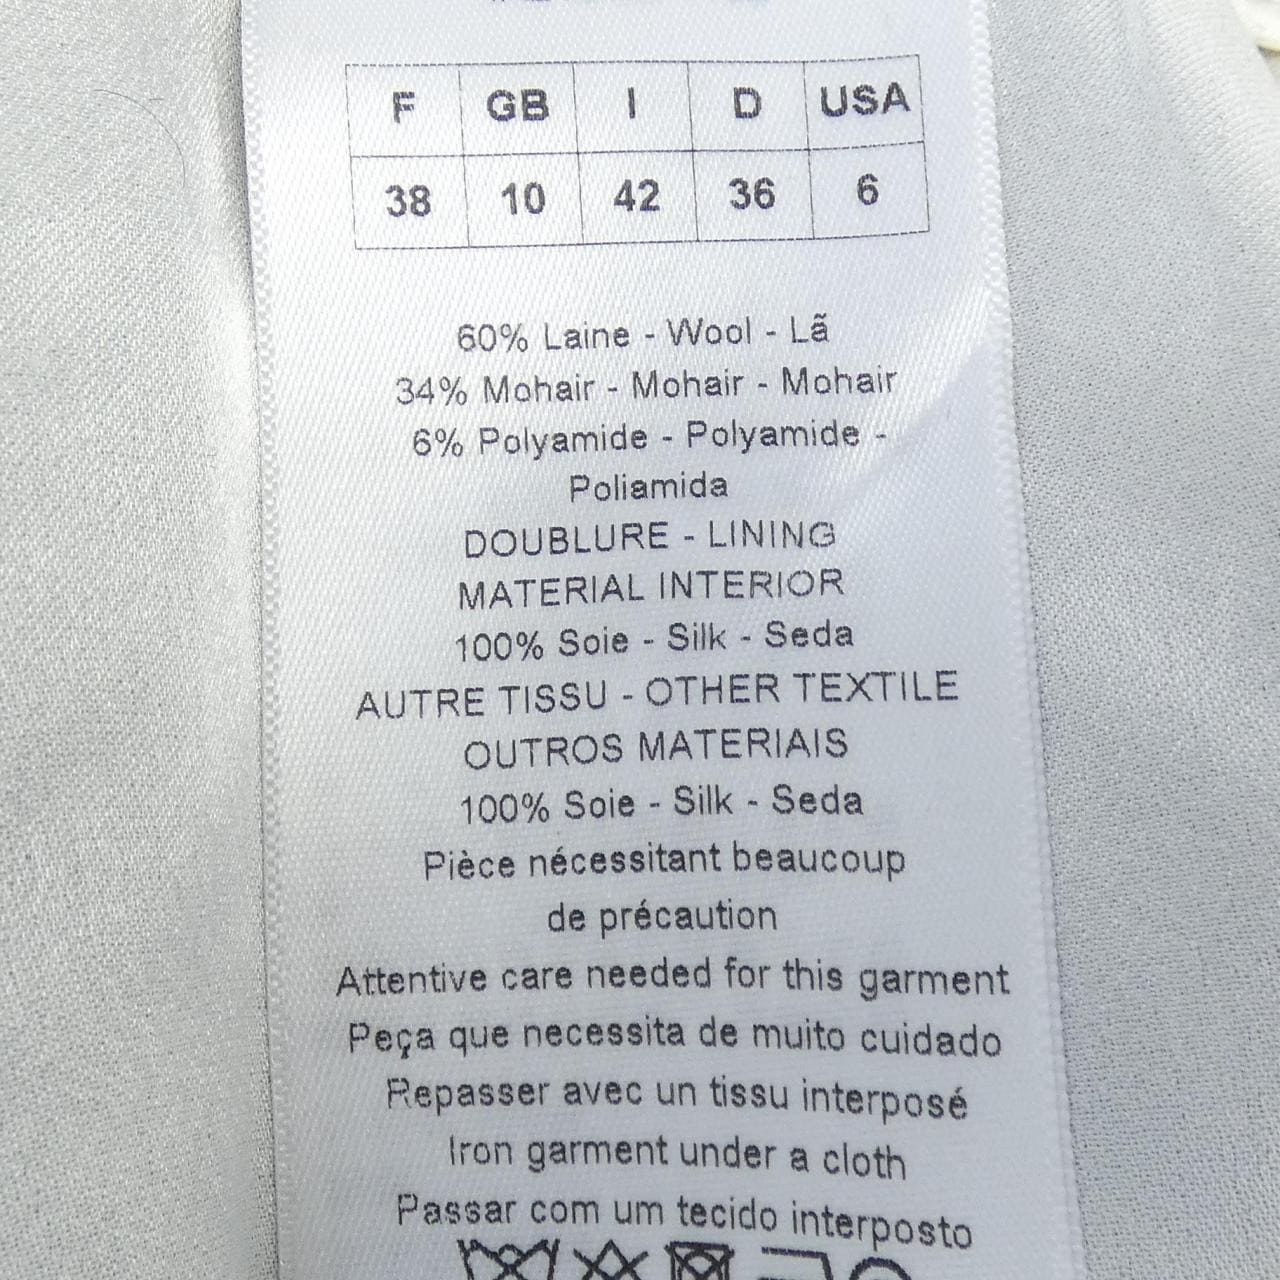 F GB I D USA
38 10 42 36 6
60% Laine - Wool - Lã
34% Mohair - Mohair - Mohair
6% Polyamide - Polyamide -
Poliamida
DOUBLURE - LINING
MATERIAL INTERIOR
100% Soie - Silk - Seda
AUTRE TISSU - OTHER TEXTILE
OUTROS MATERIAIS
100% Soie - Silk - Seda
Pièce nécessitant beaucoup
de précaution
Attentive care needed for this garment
Peça que necessita de muito cuidado
Repasser avec un tissu interposé
Iron garment under a cloth
Passar com um tecido interposto